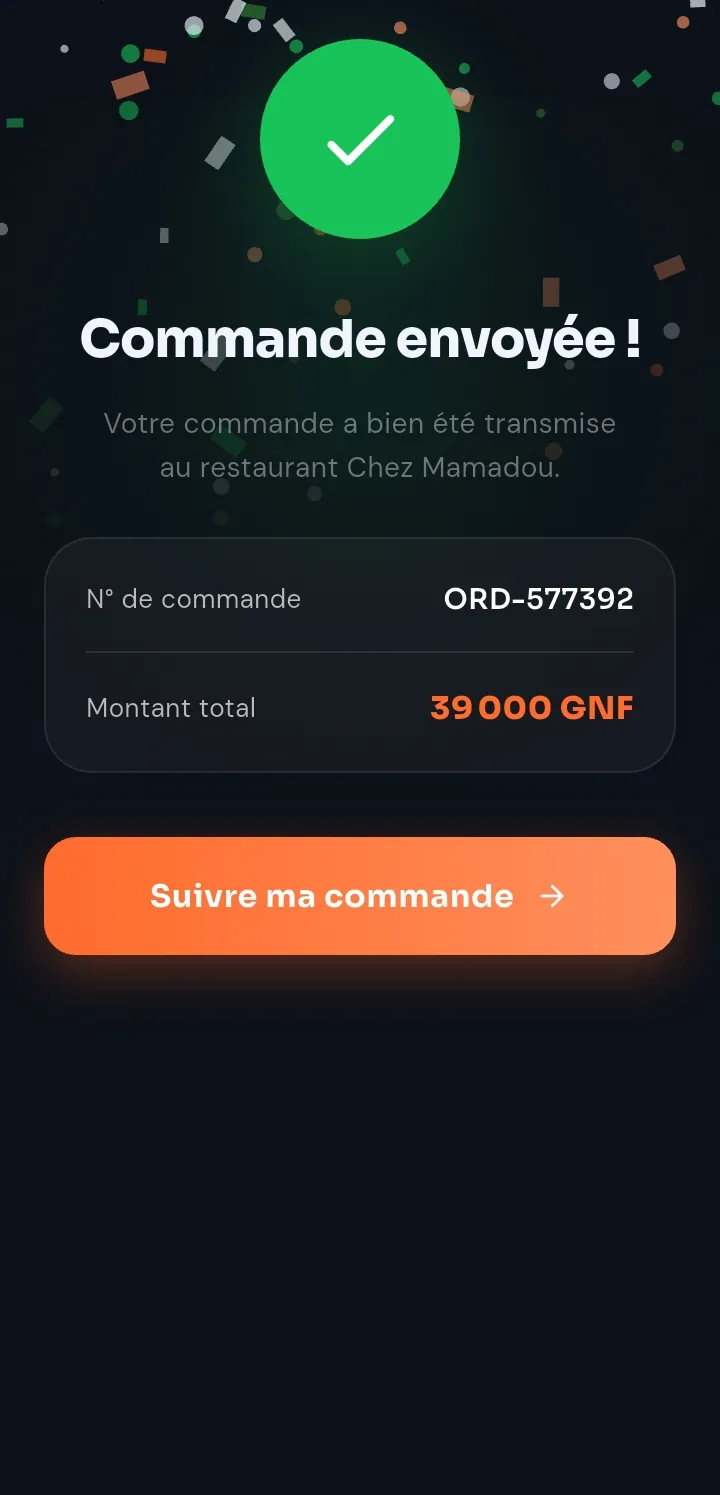 Commande envoyée !
Votre commande a bien été transmise
au restaurant Chez Mamadou.
N° de commande ORD-577392
Montant total 39 000 GNF
Suivre ma commande →